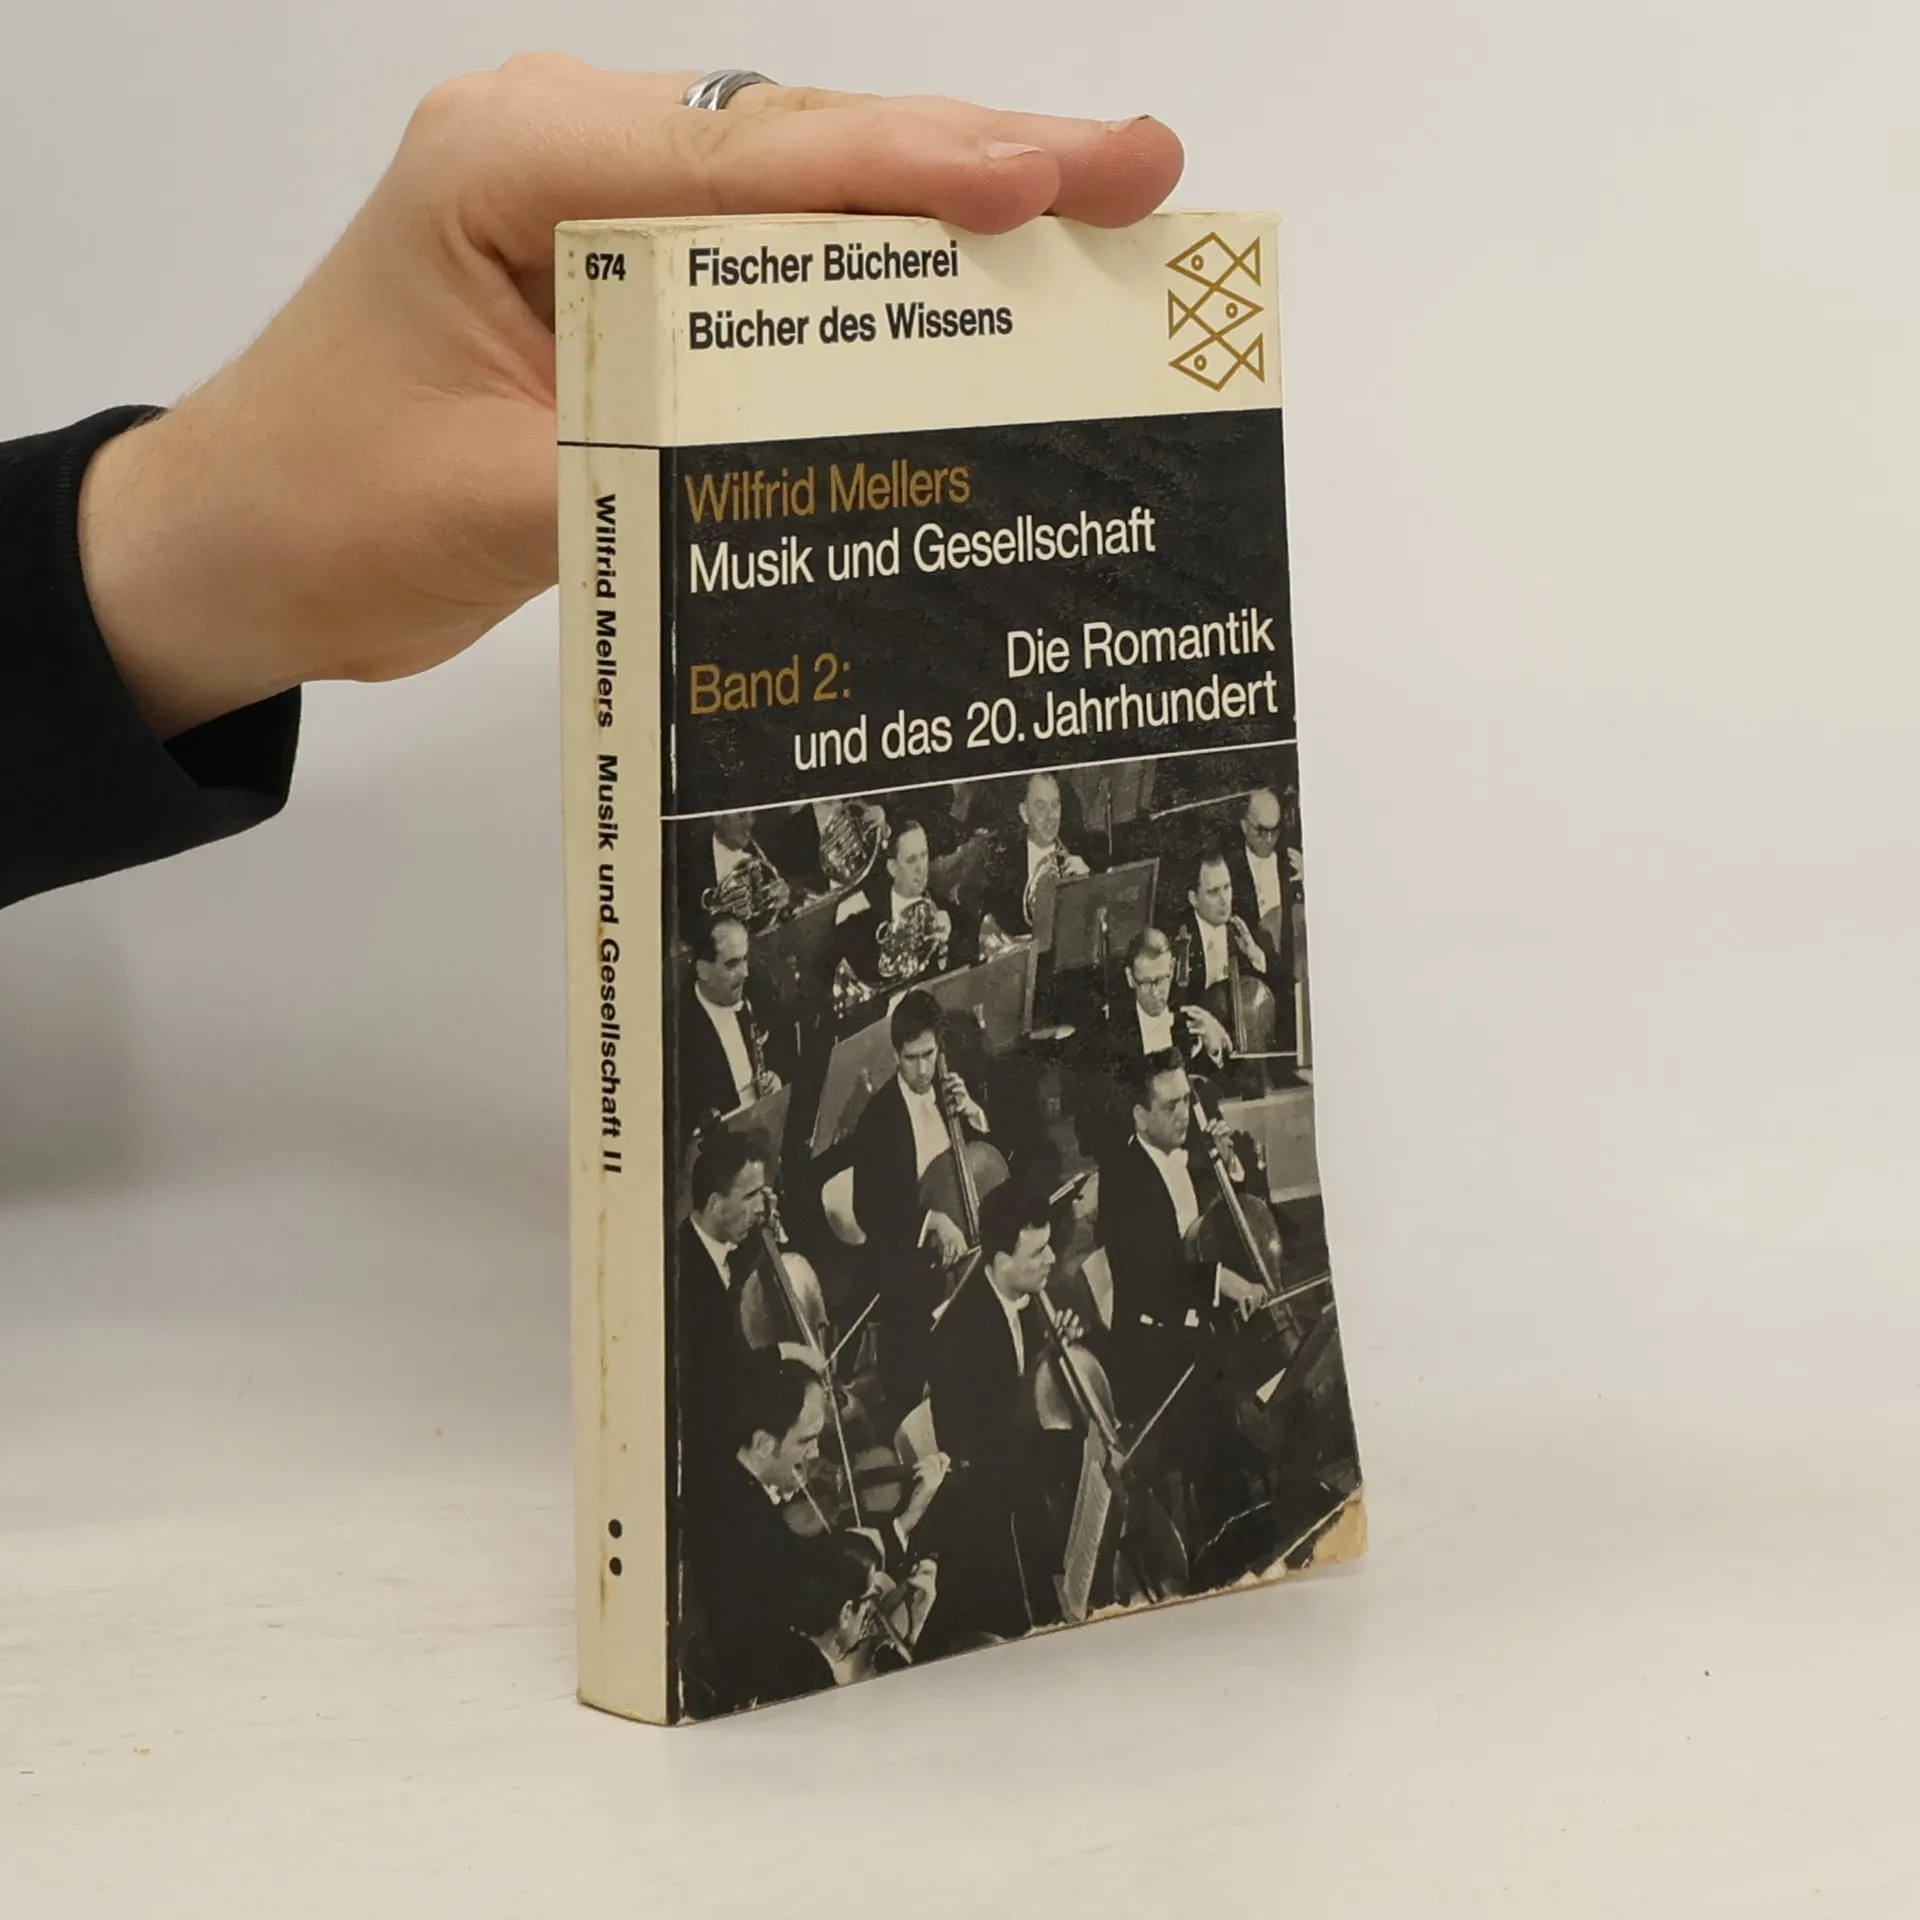 674
Fischer Bücherei
Bücher des Wissens
Wilfrid Mellers
Musik und Gesellschaft
Band 2:
Die Romantik
und das 20. Jahrhundert
Wilfrid Mellers Musik und Gesellschaft II